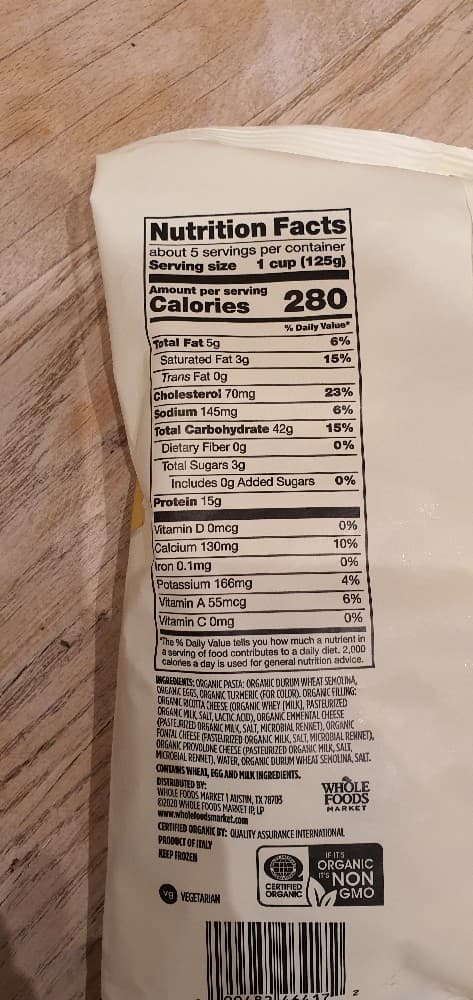 Nutrition Facts
about 5 servings per container
Serving size 1 cup (125g)
Amount per serving
Calories 280
% Daily Value*
Total Fat 5g 6%
Saturated Fat 3g 15%
Trans Fat 0g
Cholesterol 70mg 23%
Sodium 145mg 6%
Total Carbohydrate 42g 15%
Dietary Fiber 0g 0%
Total Sugars 3g
Includes 0g Added Sugars 0%
Protein 15g
Vitamin D 0mcg 0%
Calcium 130mg 10%
Iron 0.1mg 0%
Potassium 166mg 4%
Vitamin A 55mcg 6%
Vitamin C 0mg 0%
*The % Daily Value tells you how much a nutrient in
a serving of food contributes to a daily diet. 2,000
calories a day is used for general nutrition advice.
INGREDIENTS: ORGANIC PASTA: ORGANIC DURUM WHEAT SEMOLINA,
ORGANIC EGGS, ORGANIC TURMERIC (FOR COLOR). ORGANIC FILLING:
ORGANIC RICOTTA CHEESE (ORGANIC WHEY [MILK], PASTEURIZED
ORGANIC MILK, SALT, LACTIC ACID), ORGANIC EMMENTAL CHEESE
(PASTEURIZED ORGANIC MILK, SALT, MICROBIAL RENNET), ORGANIC
FONTAL CHEESE (PASTEURIZED ORGANIC MILK, SALT, MICROBIAL RENNET),
ORGANIC PROVOLONE CHEESE (PASTEURIZED ORGANIC MILK, SALT,
MICROBIAL RENNET), WATER, ORGANIC DURUM WHEAT SEMOLINA, SALT.
CONTAINS WHEAT, EGG AND MILK INGREDIENTS.
DISTRIBUTED BY:
WHOLE FOODS MARKET | AUSTIN, TX 78703
©2020 WHOLE FOODS MARKET IP, LP
www.wholefoodsmarket.com
WHOLE
FOODS
MARKET
CERTIFIED ORGANIC BY: QUALITY ASSURANCE INTERNATIONAL
PRODUCT OF ITALY
KEEP FROZEN
CERTIFIED
ORGANIC
IF IT'S
ORGANIC
IT'S NON
GMO
vg VEGETARIAN
2